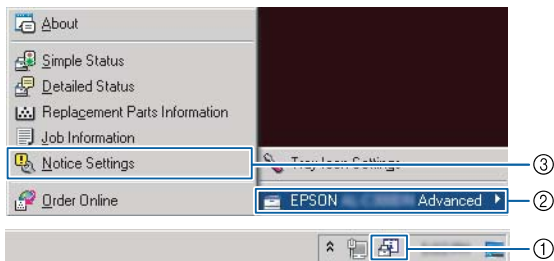 About
Simple Status
Detailed Status
Replacement Parts Information
Job Information
Notice Settings
Order Online
Tray Icon Settings
EPSON Advanced
③
②
①